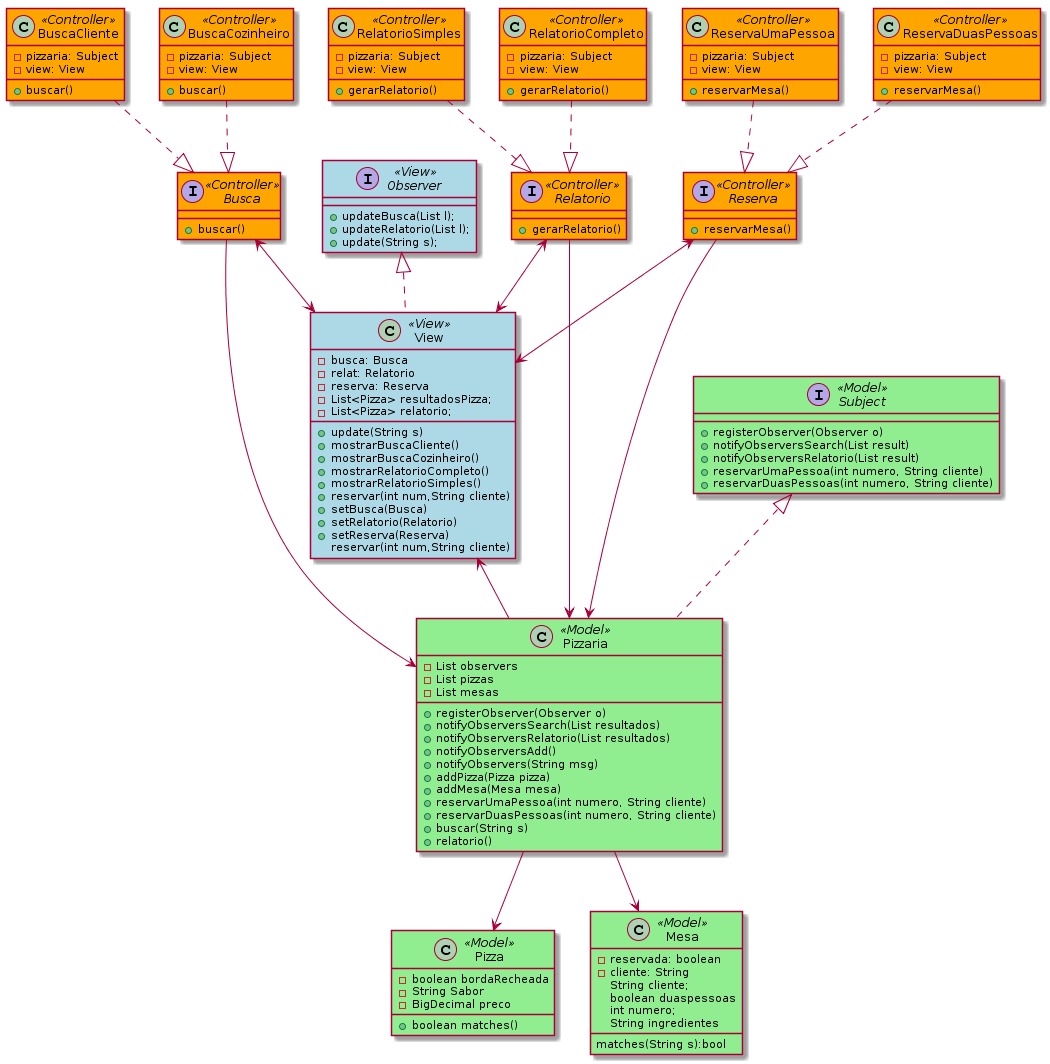 C «Controller»
BuscaCliente
pizzaria: Subject
view: View
buscar()
C «Controller»
BuscaCozinheiro
pizzaria: Subject
view: View
buscar()
C «Controller»
RelatorioSimples
pizzaria: Subject
view: View
gerarRelatorio()
C «Controller»
RelatorioCompleto
pizzaria: Subject
view: View
gerarRelatorio()
C «Controller»
ReservaUmaPessoa
pizzaria: Subject
view: View
reservarMesa()
C «Controller»
ReservaDuasPessoas
pizzaria: Subject
view: View
reservarMesa()
I «Controller»
Busca
buscar()
I «View»
Observer
updateBusca(List l);
updateRelatorio(List l);
update(String s);
I «Controller»
Relatorio
gerarRelatorio()
I «Controller»
Reserva
reservarMesa()
C «View»
View
busca: Busca
relat: Relatorio
reserva: Reserva
List<Pizza> resultadosPizza;
List<Pizza> relatorio;
update(String s)
mostrarBuscaCliente()
mostrarBuscaCozinheiro()
mostrarRelatorioCompleto()
mostrarRelatorioSimples()
reservar(int num,String cliente)
setBusca(Busca)
setRelatorio(Relatorio)
setReserva(Reserva)
reservar(int num,String cliente)
I «Model»
Subject
registerObserver(Observer o)
notifyObserversSearch(List result)
notifyObserversRelatorio(List result)
reservarUmaPessoa(int numero, String cliente)
reservarDuasPessoas(int numero, String cliente)
C «Model»
Pizzaria
List observers
List pizzas
List mesas
registerObserver(Observer o)
notifyObserversSearch(List resultados)
notifyObserversRelatorio(List resultados)
notifyObserversAdd()
notifyObservers(String msg)
addPizza(Pizza pizza)
addMesa(Mesa mesa)
reservarUmaPessoa(int numero, String cliente)
reservarDuasPessoas(int numero, String cliente)
buscar(String s)
relatorio()
C «Model»
Pizza
boolean bordaRecheada
String Sabor
BigDecimal preco
boolean matches()
C «Model»
Mesa
reservada: boolean
cliente: String
String cliente;
boolean duaspessoas
int numero;
String ingredientes
matches(String s):bool